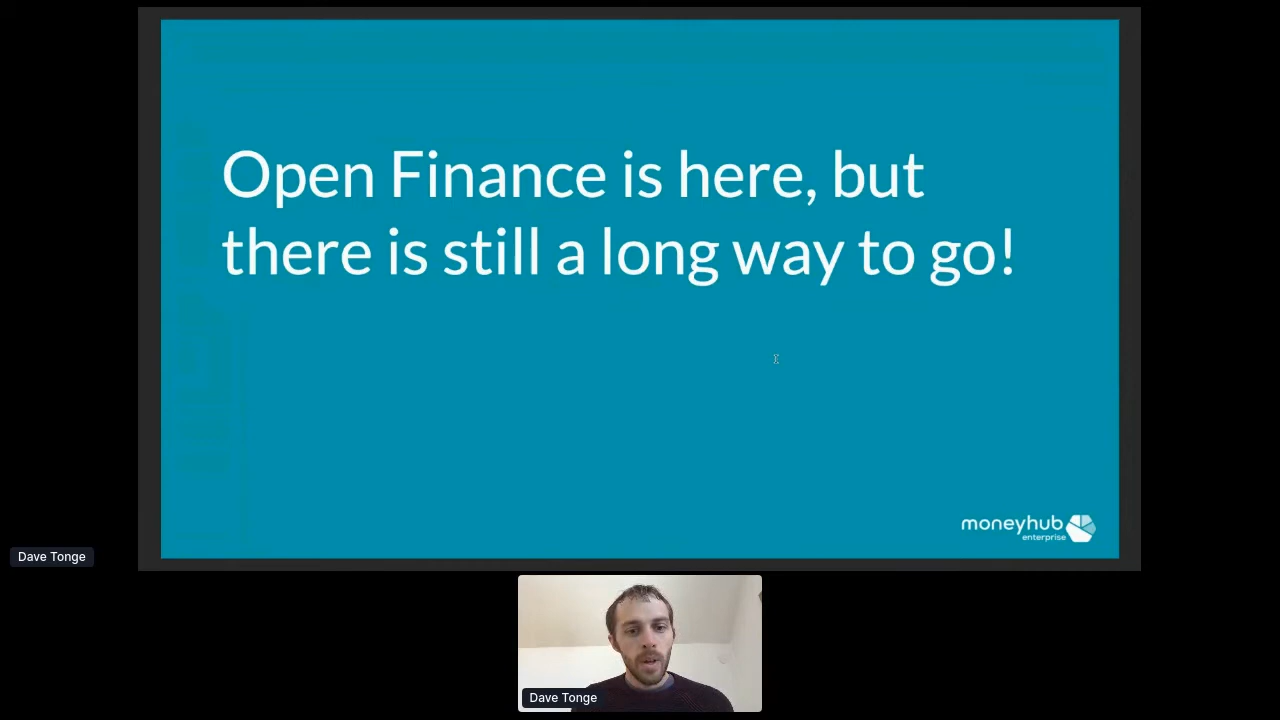 Open Finance is here, but
there is still a long way to go!
moneyhub
enterprise
Dave Tonge
Dave Tonge